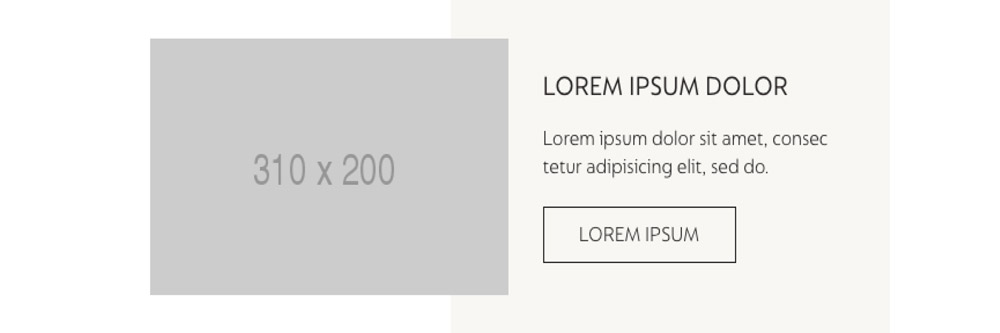 310 x 200
LOREM IPSUM DOLOR
Lorem ipsum dolor sit amet, consec
tetur adipisicing elit, sed do.
LOREM IPSUM